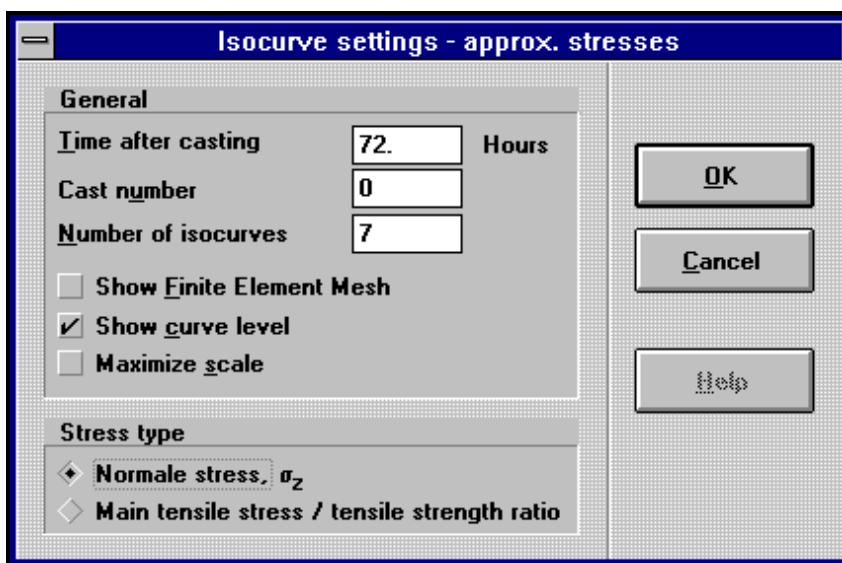 Isocurve settings - approx. stresses
General
Time after casting 72. Hours
Cast number 0
Number of isocurves 7
Show Finite Element Mesh
Show curve level
Maximize scale
Stress type
Normale stress, σz
Main tensile stress / tensile strength ratio
OK
Cancel
Help